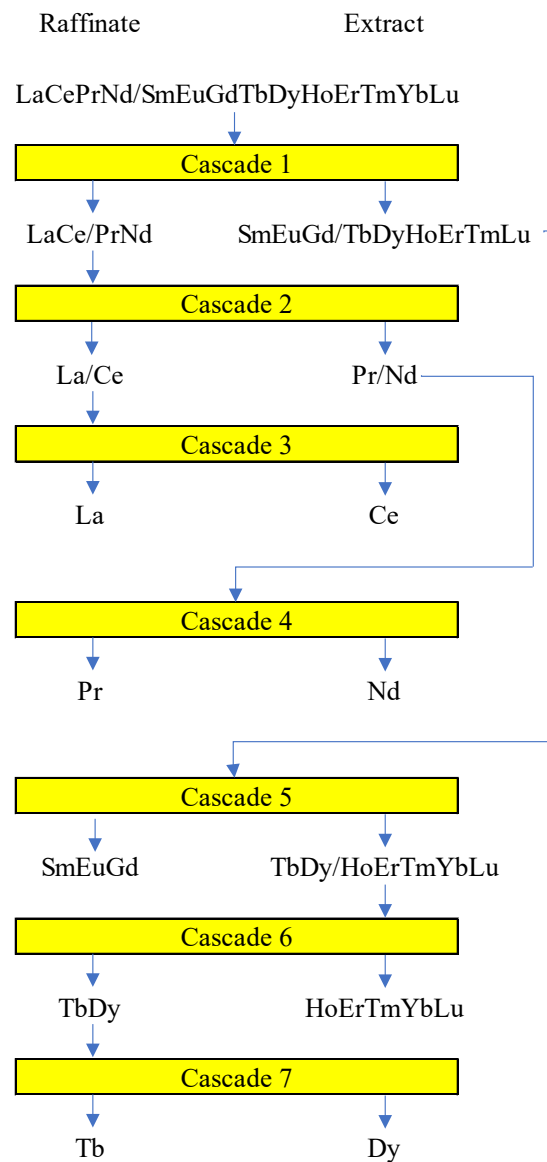 Raffinate Extract
LaCePrNd/SmEuGdTbDyHoErTmYbLu
Cascade 1
LaCe/PrNd SmEuGd/TbDyHoErTmLu
Cascade 2
La/Ce Pr/Nd
Cascade 3
La Ce
Cascade 4
Pr Nd
Cascade 5
SmEuGd TbDy/HoErTmYbLu
Cascade 6
TbDy HoErTmYbLu
Cascade 7
Tb Dy